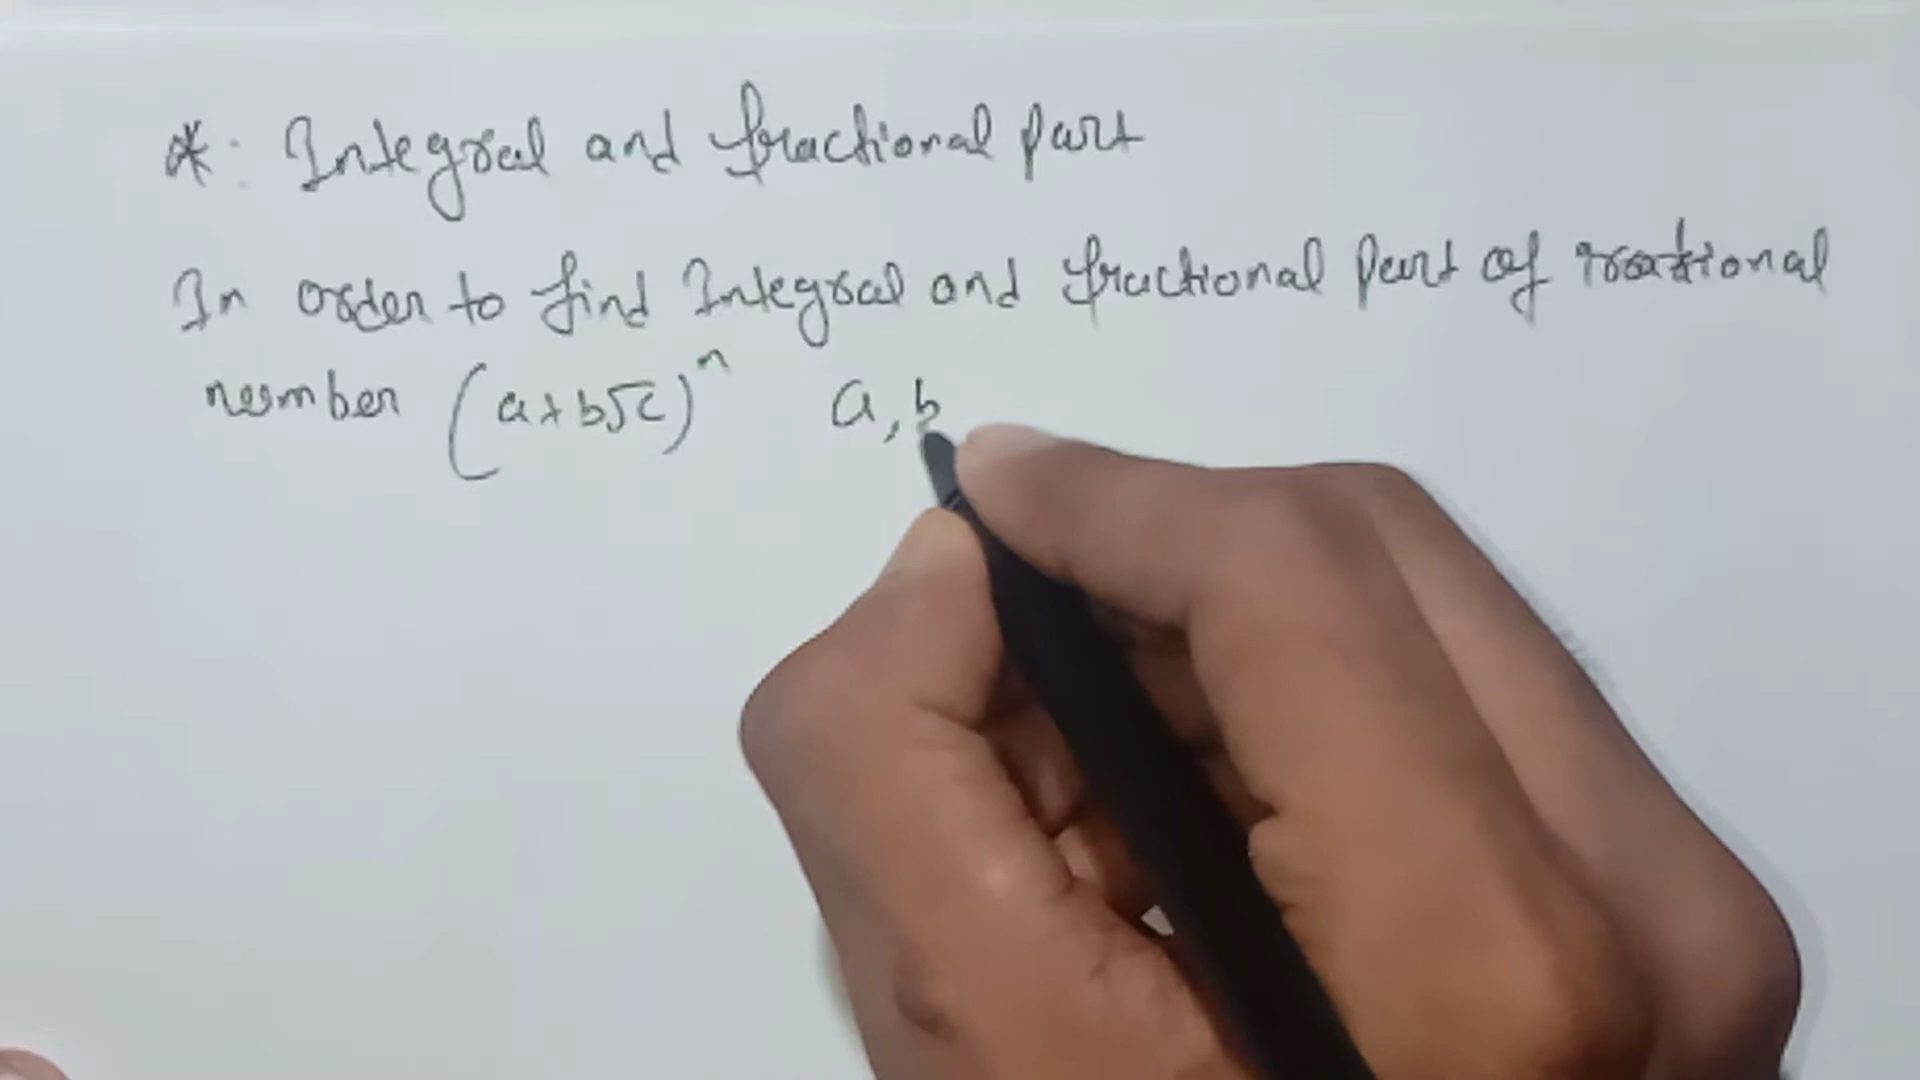 *: Integral and fractional part
In order to find Integral and fractional part of irrational
number (a+b√c)ⁿ a, b